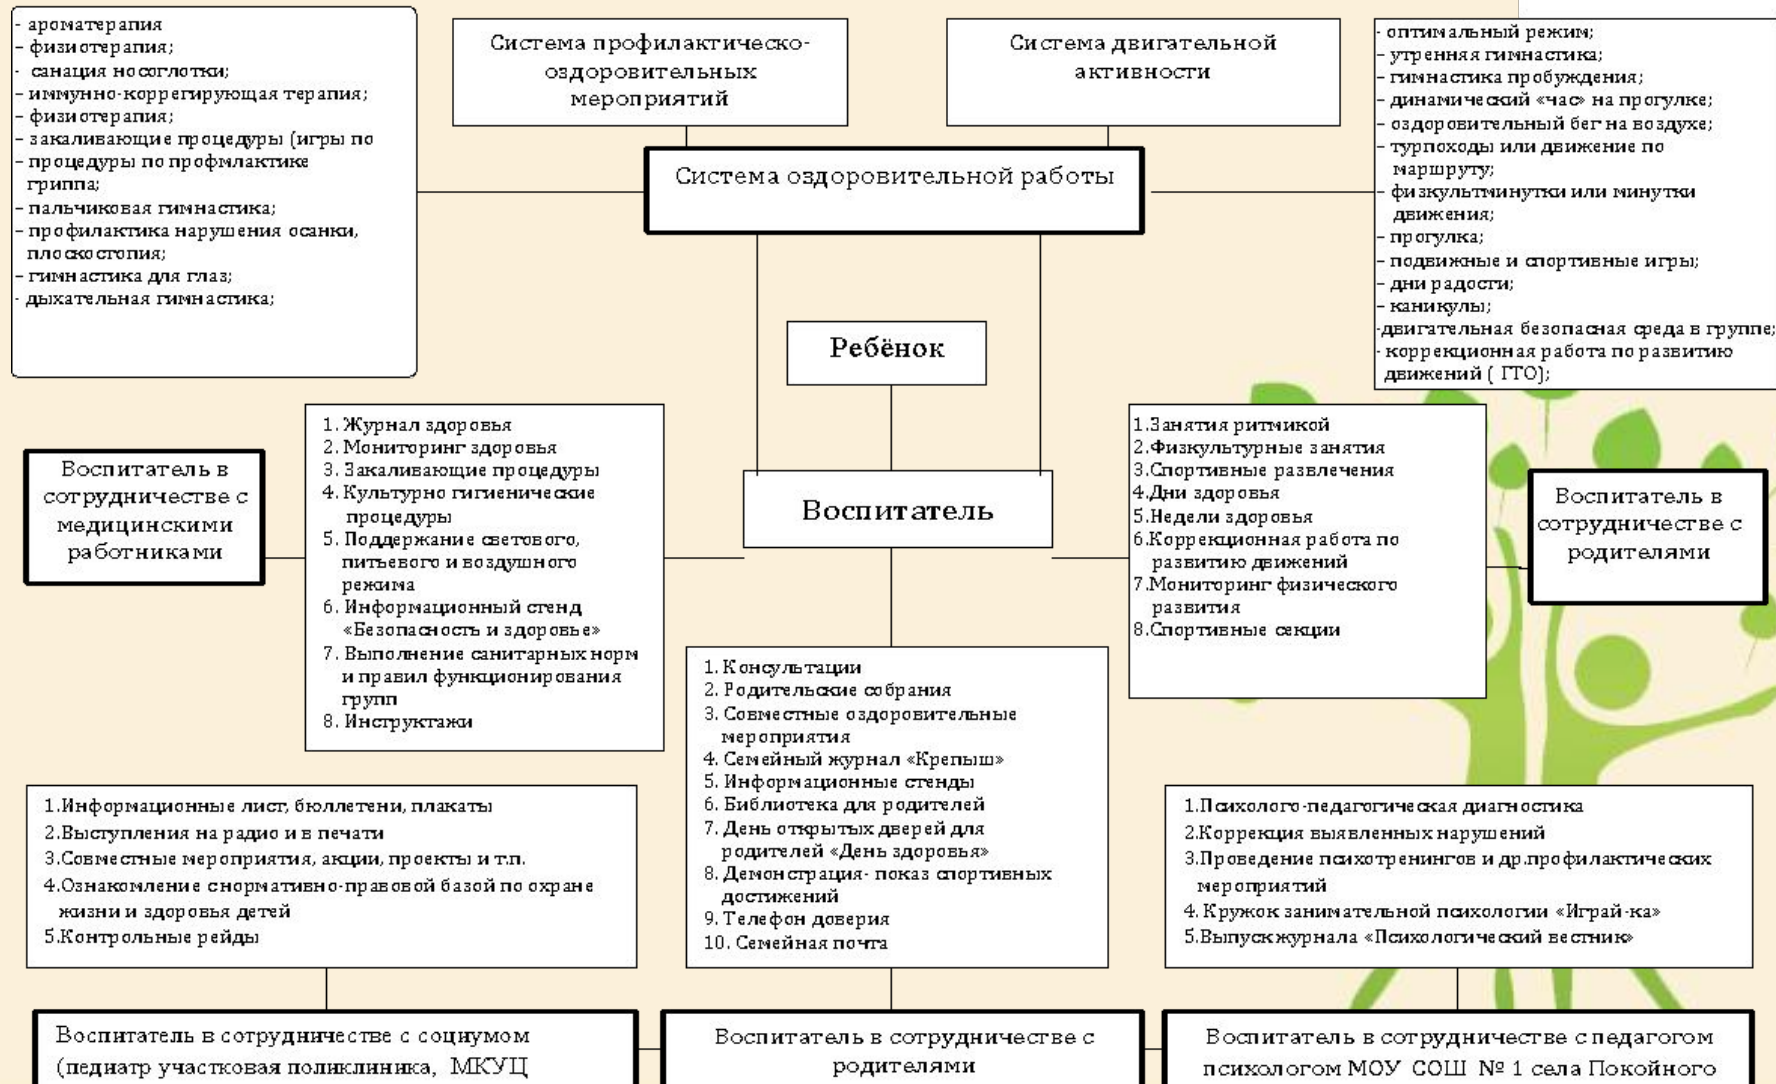 - ароматерапия
– физиотерапия;
- санация носоглотки;
– иммунно-коррегирующая терапия;
– физиотерапия;
– закаливающие процедуры (игры по
– процедуры по профмлактике
гриппа;
– пальчиковая гимнастика;
– профилактика нарушения осанки,
плоскостопия;
– гимнастика для глаз;
- дыхательная гимнастика;
Система профилактическо-
оздоровительных
мероприятий
Система двигательной
активности
- оптимальный режим;
– утренняя гимнастика;
– гимнастика пробуждения;
– динамический «час» на прогулке;
– оздоровительный бег на воздухе;
– турпоходы или движение по
маршруту;
– физкультминутки или минутки
движения;
– прогулка;
– подвижные и спортивные игры;
– дни радости;
– каникулы;
-двигательная безопасная среда в группе;
- коррекционная работа по развитию
движений ( ГТО);
Система оздоровительной работы
Ребёнок
Воспитатель в
сотрудничестве с
медицинскими
работниками
1. Журнал здоровья
2. Мониторинг здоровья
3. Закаливающие процедуры
4. Культурно гигиенические
процедуры
5. Поддержание светового,
питьевого и воздушного
режима
6. Информационный стенд
«Безопасность и здоровье»
7. Выполнение санитарных норм
и правил функционирования
групп
8. Инструктажи
Воспитатель
1.Занятия ритмикой
2.Физкультурные занятия
3.Спортивные развлечения
4.Дни здоровья
5.Недели здоровья
6.Коррекционная работа по
развитию движений
7.Мониторинг физического
развития
8.Спортивные секции
Воспитатель в
сотрудничестве с
родителями
1. Консультации
2. Родительские собрания
3. Совместные оздоровительные
мероприятия
4. Семейный журнал «Крепыш»
5. Информационные стенды
6. Библиотека для родителей
7. День открытых дверей для
родителей «День здоровья»
8. Демонстрация- показ спортивных
достижений
9. Телефон доверия
10. Семейная почта
1.Информационные лист, бюллетени, плакаты
2.Выступления на радио и в печати
3.Совместные мероприятия, акции, проекты и т.п.
4.Ознакомление с нормативно-правовой базой по охране
жизни и здоровья детей
5.Контрольные рейды
1.Психолого-педагогическая диагностика
2.Коррекция выявленных нарушений
3.Проведение психотренингов и др.профилактических
мероприятий
4. Кружок занимательной психологии «Играй-ка»
5.Выпуск журнала «Психологический вестник»
Воспитатель в сотрудничестве с социумом
(педиатр участковая поликлиника, МКУЦ
Воспитатель в сотрудничестве с
родителями
Воспитатель в сотрудничестве с педагогом
психологом МОУ СОШ № 1 села Покойного